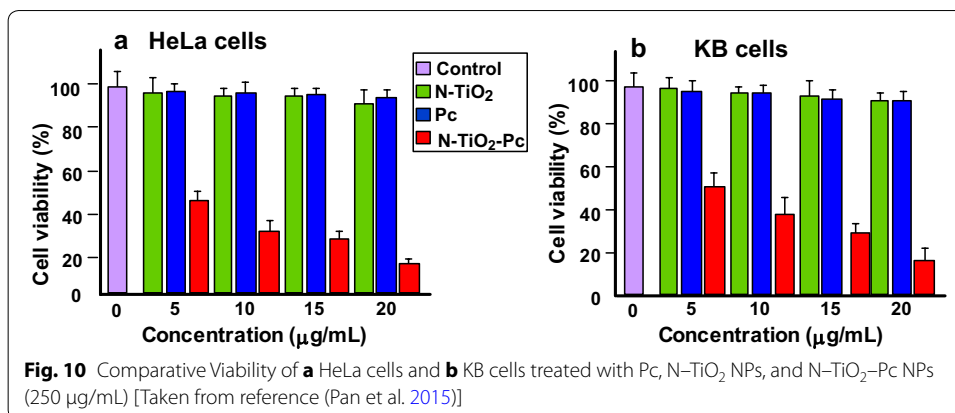 a HeLa cells
Control
N-TiO₂
Pc
N-TiO₂-Pc
Cell viability (%)
100
80
60
40
20
0
0 5 10 15 20
Concentration (μg/mL)
b KB cells
Cell viability (%)
100
80
60
40
20
0
0 5 10 15 20
Concentration (μg/mL)
Fig. 10 Comparative Viability of a HeLa cells and b KB cells treated with Pc, N–TiO₂ NPs, and N–TiO₂–Pc NPs
(250 μg/mL) [Taken from reference (Pan et al. 2015)]